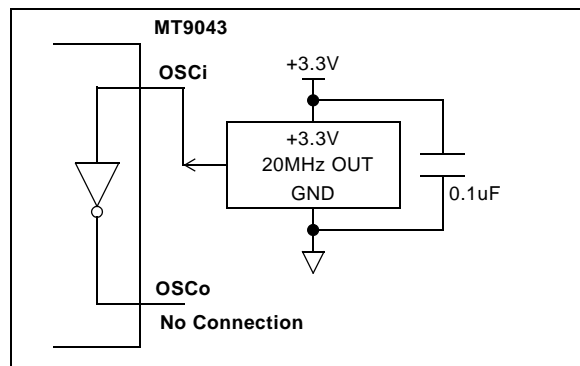 MT9043
OSCi
+3.3V
+3.3V
20MHz OUT
GND
0.1uF
OSCo
No Connection